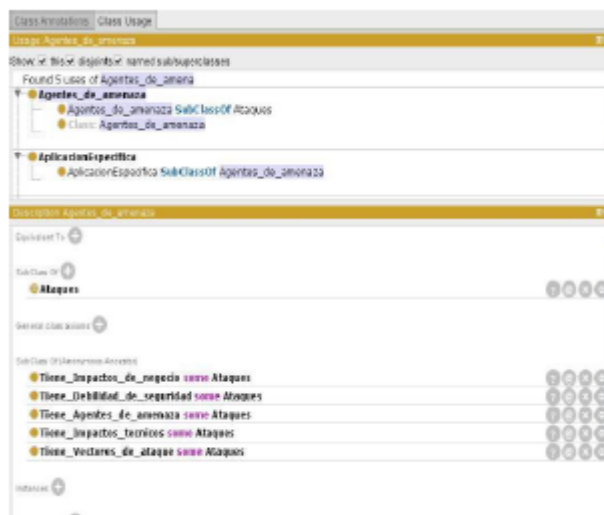 Class Annotations Class Usage
Usage: Agentes_de_amenaza
Show: this disjoints named sub/superclasses
Found 5 uses of Agentes_de_amena
Agentes_de_amenaza
Agentes_de_amenaza SubClassOf Ataques
Class: Agentes_de_amenaza
AplicacionEspecifica
AplicacionEspecifica SubClassOf Agentes_de_amenaza
Description: Agentes_de_amenaza
Equivalent To
SubClass Of
Ataques
General class axioms
SubClass Of (Anonymous Ancestor)
Tiene_Impactos_de_negocio some Ataques
Tiene_Debilidad_de_seguridad some Ataques
Tiene_Agentes_de_amenaza some Ataques
Tiene_Impactos_tecnicos some Ataques
Tiene_Vectores_de_ataque some Ataques
Instances